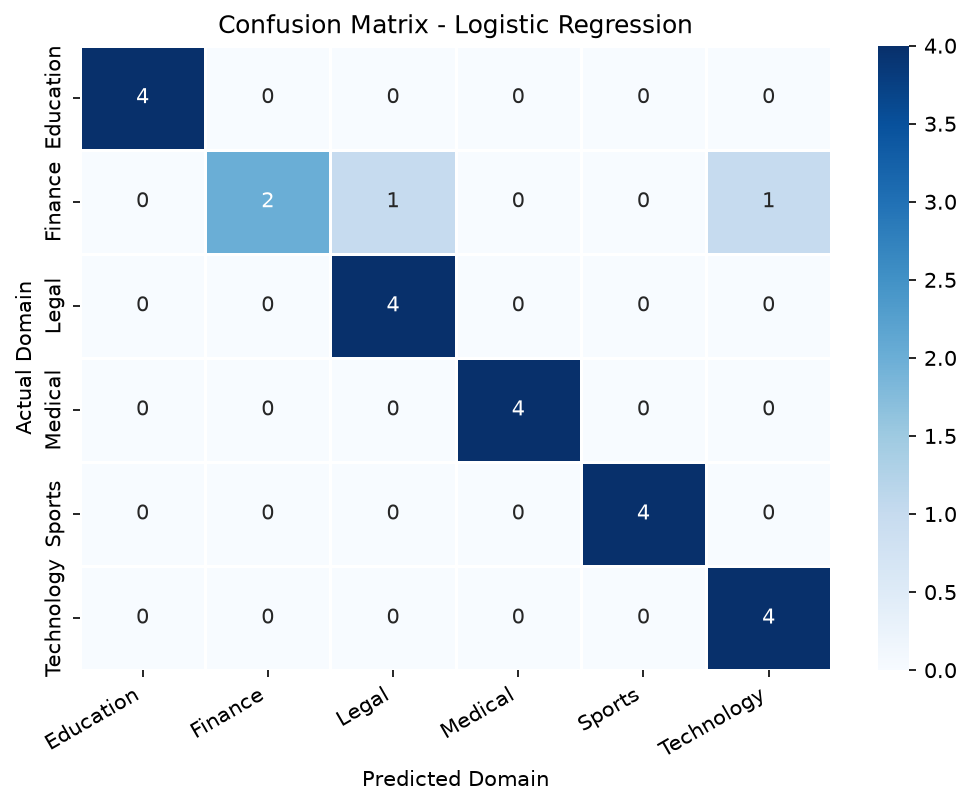 Confusion Matrix - Logistic Regression
Actual Domain
Education
4 0 0 0 0 0
Finance
0 2 1 0 0 1
Legal
0 0 4 0 0 0
Medical
0 0 0 4 0 0
Sports
0 0 0 0 4 0
Technology
0 0 0 0 0 4
Education Finance Legal Medical Sports Technology
Predicted Domain
4.0
3.5
3.0
2.5
2.0
1.5
1.0
0.5
0.0